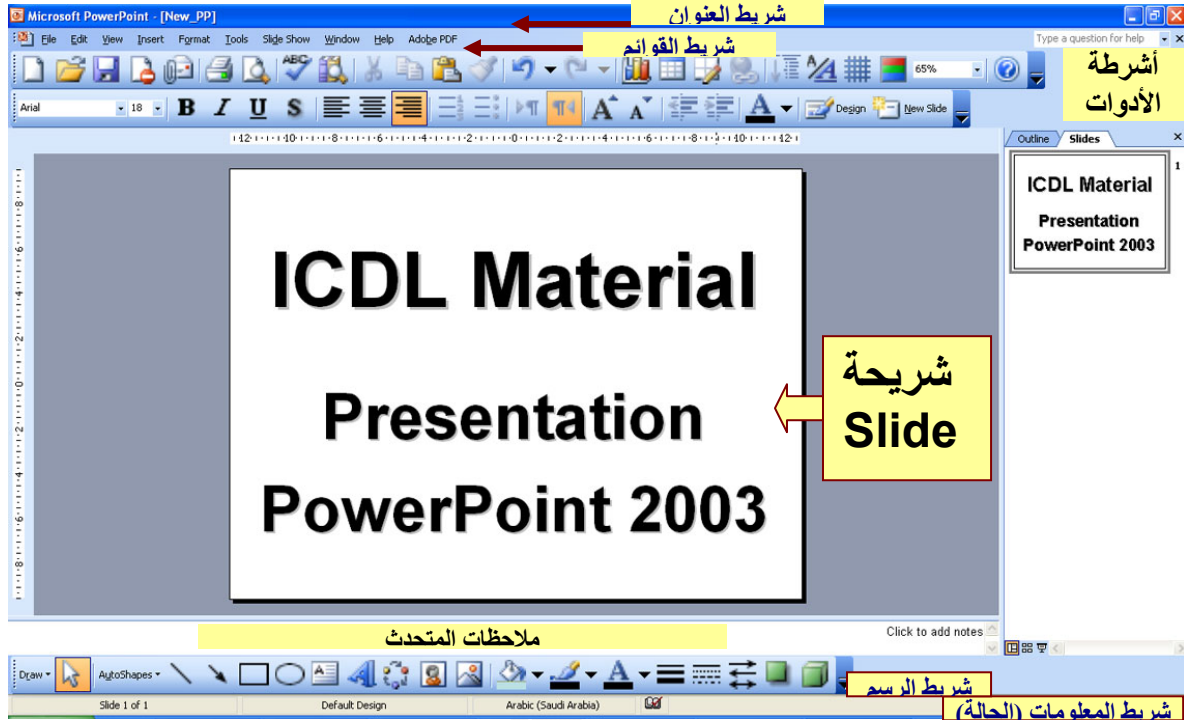 Microsoft PowerPoint - [New_PP]
شريط العنوان
File Edit View Insert Format Tools Slide Show Window Help Adobe PDF
شريط القوائم
Type a question for help
أشرطة
الأدوات
65%
Arial 18 B I U S Design New Slide
Outline Slides
1
ICDL Material
Presentation
PowerPoint 2003
ICDL Material
Presentation
PowerPoint 2003
شريحة
Slide
ملاحظات المتحدث
Click to add notes
Draw AutoShapes
شريط الرسم
Slide 1 of 1 Default Design Arabic (Saudi Arabia)
شريط المعلومات (الحالة)